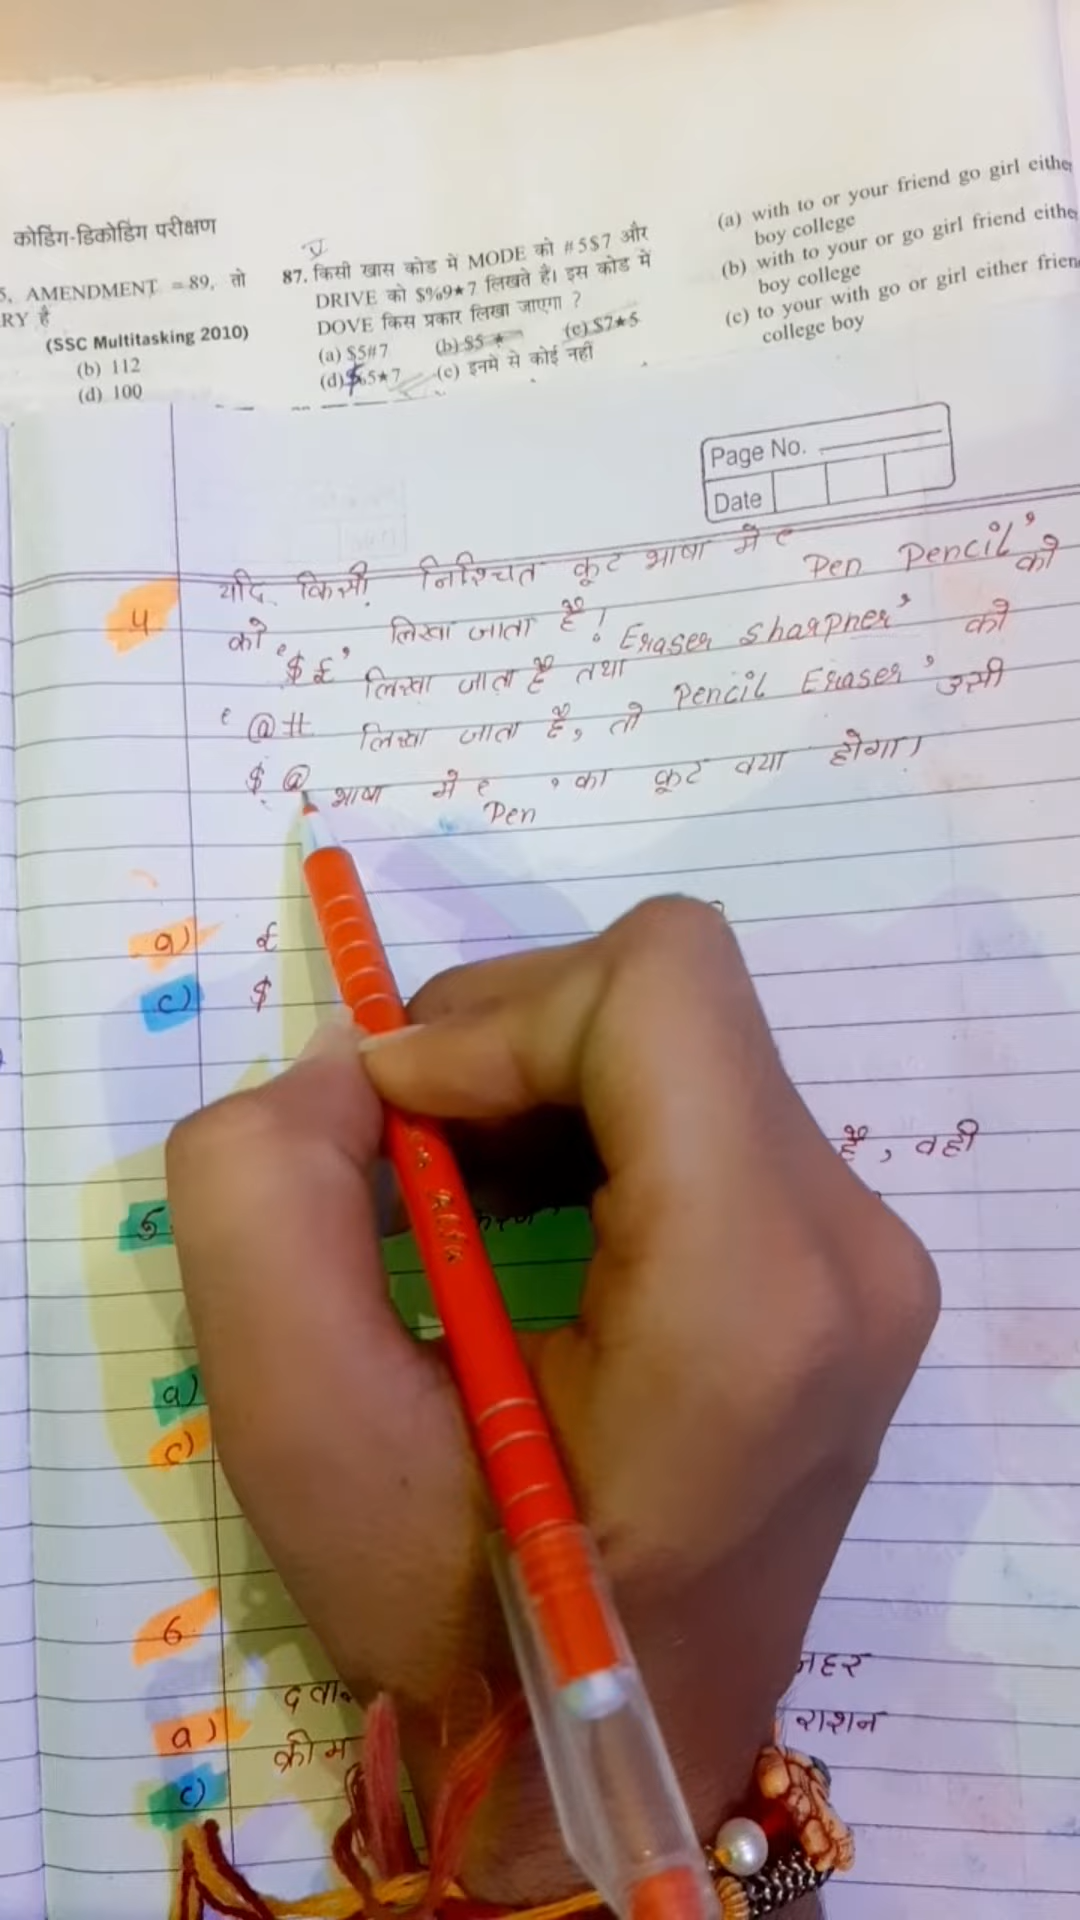 कोडिंग-डिकोडिंग परीक्षण
5, AMENDMENT = 89, तो
RY है
(SSC Multitasking 2010)
(b) 112
(d) 100
87. किसी खास कोड में MODE को #5$7 और
DRIVE को $%9★7 लिखते है। इस कोड में
DOVE किस प्रकार लिखा जाएगा ?
(a) $5#7 (b) $5 ★ (c) $7★5
(d) $5★7 (e) इनमें से कोई नहीं
(a) with to or your friend go girl either
boy college
(b) with to your or go girl friend either
boy college
(c) to your with go or girl either frien
college boy
Page No.
Date
4 यदि किसी निश्चित कूट भाषा में ' Pen Pencil'
को '$ £' लिखा जाता है! Eraser Sharpner' को
' @ # लिखा जाता है तथा Pencil Eraser' को
$ @ लिखा जाता है, तो उसी
भाषा में ' Pen ' का कूट क्या होगा।
a) £
c) $
है, वही
5
a)
c)
6
जहर
a) राशन
क्रीम
c)